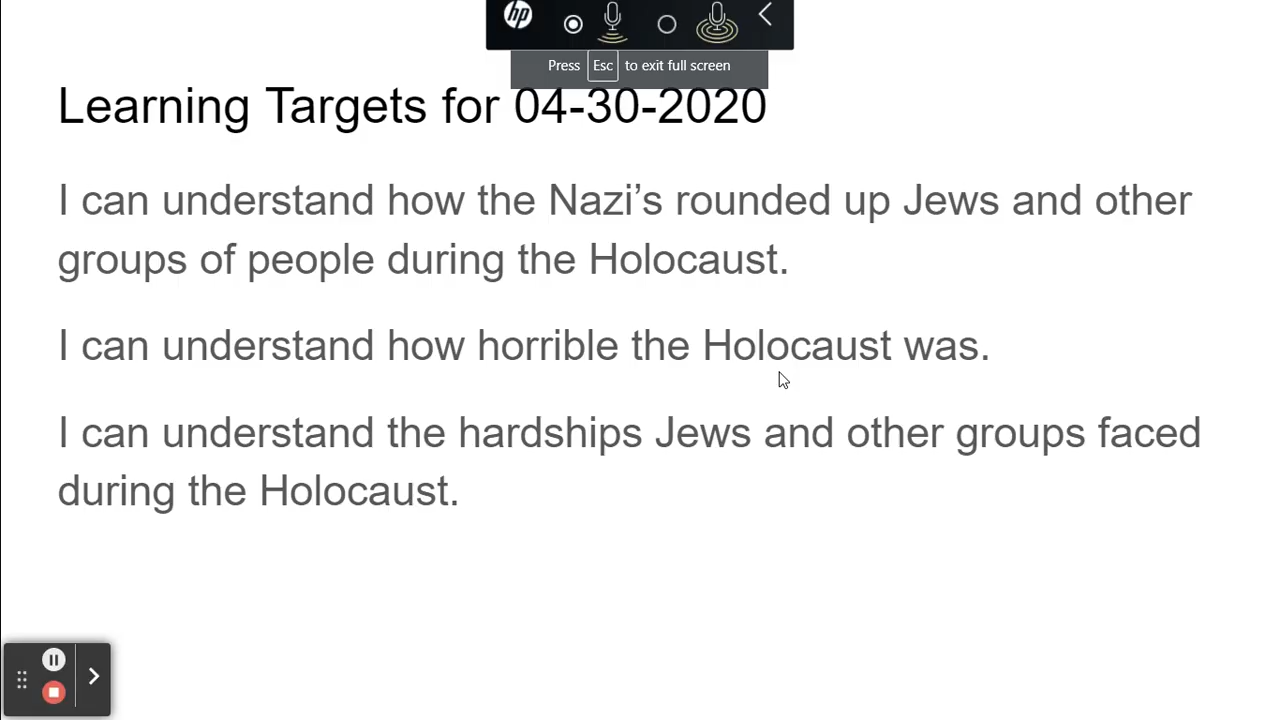 hp
Press Esc to exit full screen
Learning Targets for 04-30-2020
I can understand how the Nazi’s rounded up Jews and other
groups of people during the Holocaust.
I can understand how horrible the Holocaust was.
I can understand the hardships Jews and other groups faced
during the Holocaust.